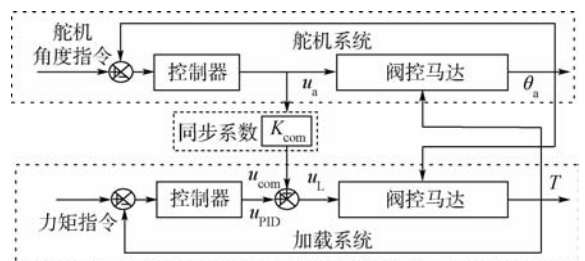 舵机
角度指令
控制器
u_a
舵机系统
阀控马达
θ_a
同步系数
K_com
力矩指令
控制器
u_com
u_PID
u_L
阀控马达
T
加载系统